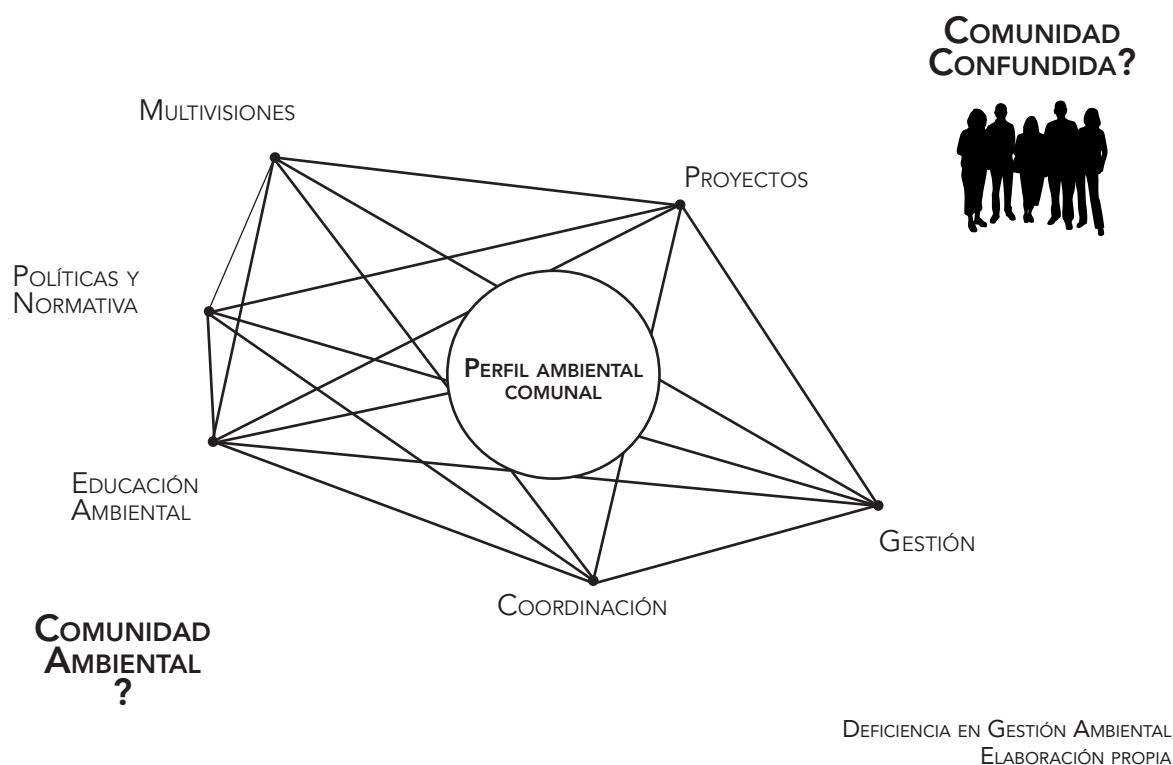 Comunidad
Confundida?
Multivisiones
Proyectos
Políticas y
Normativa
Perfil ambiental
comunal
Educación
Ambiental
Gestión
Coordinación
Comunidad
Ambiental
?
Deficiencia en Gestión Ambiental
Elaboración propia